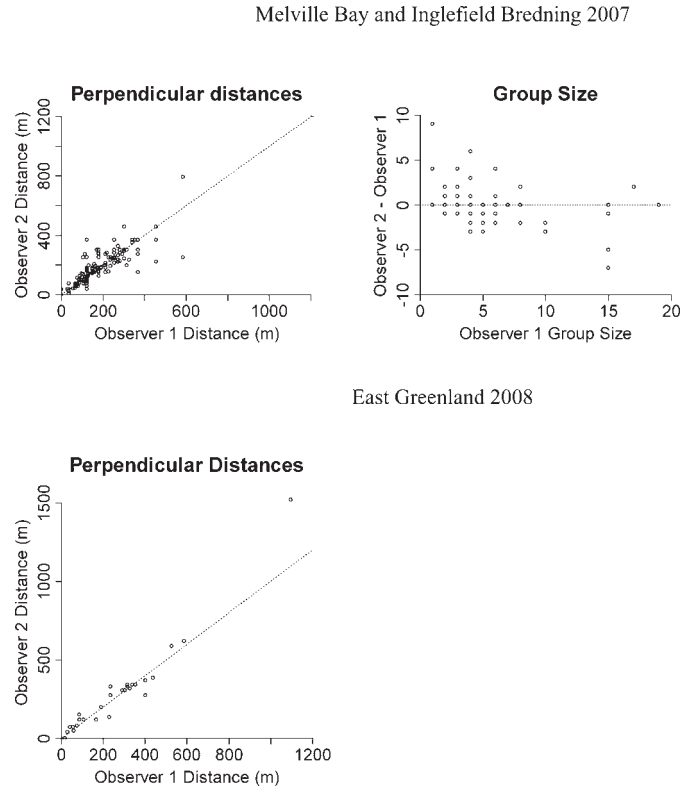 Melville Bay and Inglefield Bredning 2007
Perpendicular distances
Observer 2 Distance (m)
1200
800
400
0
0 200 600 1000
Observer 1 Distance (m)
Group Size
Observer 2 - Observer 1
10
5
0
-5
-10
0 5 10 15 20
Observer 1 Group Size
East Greenland 2008
Perpendicular Distances
Observer 2 Distance (m)
1500
1000
500
0
0 200 400 600 800 1200
Observer 1 Distance (m)